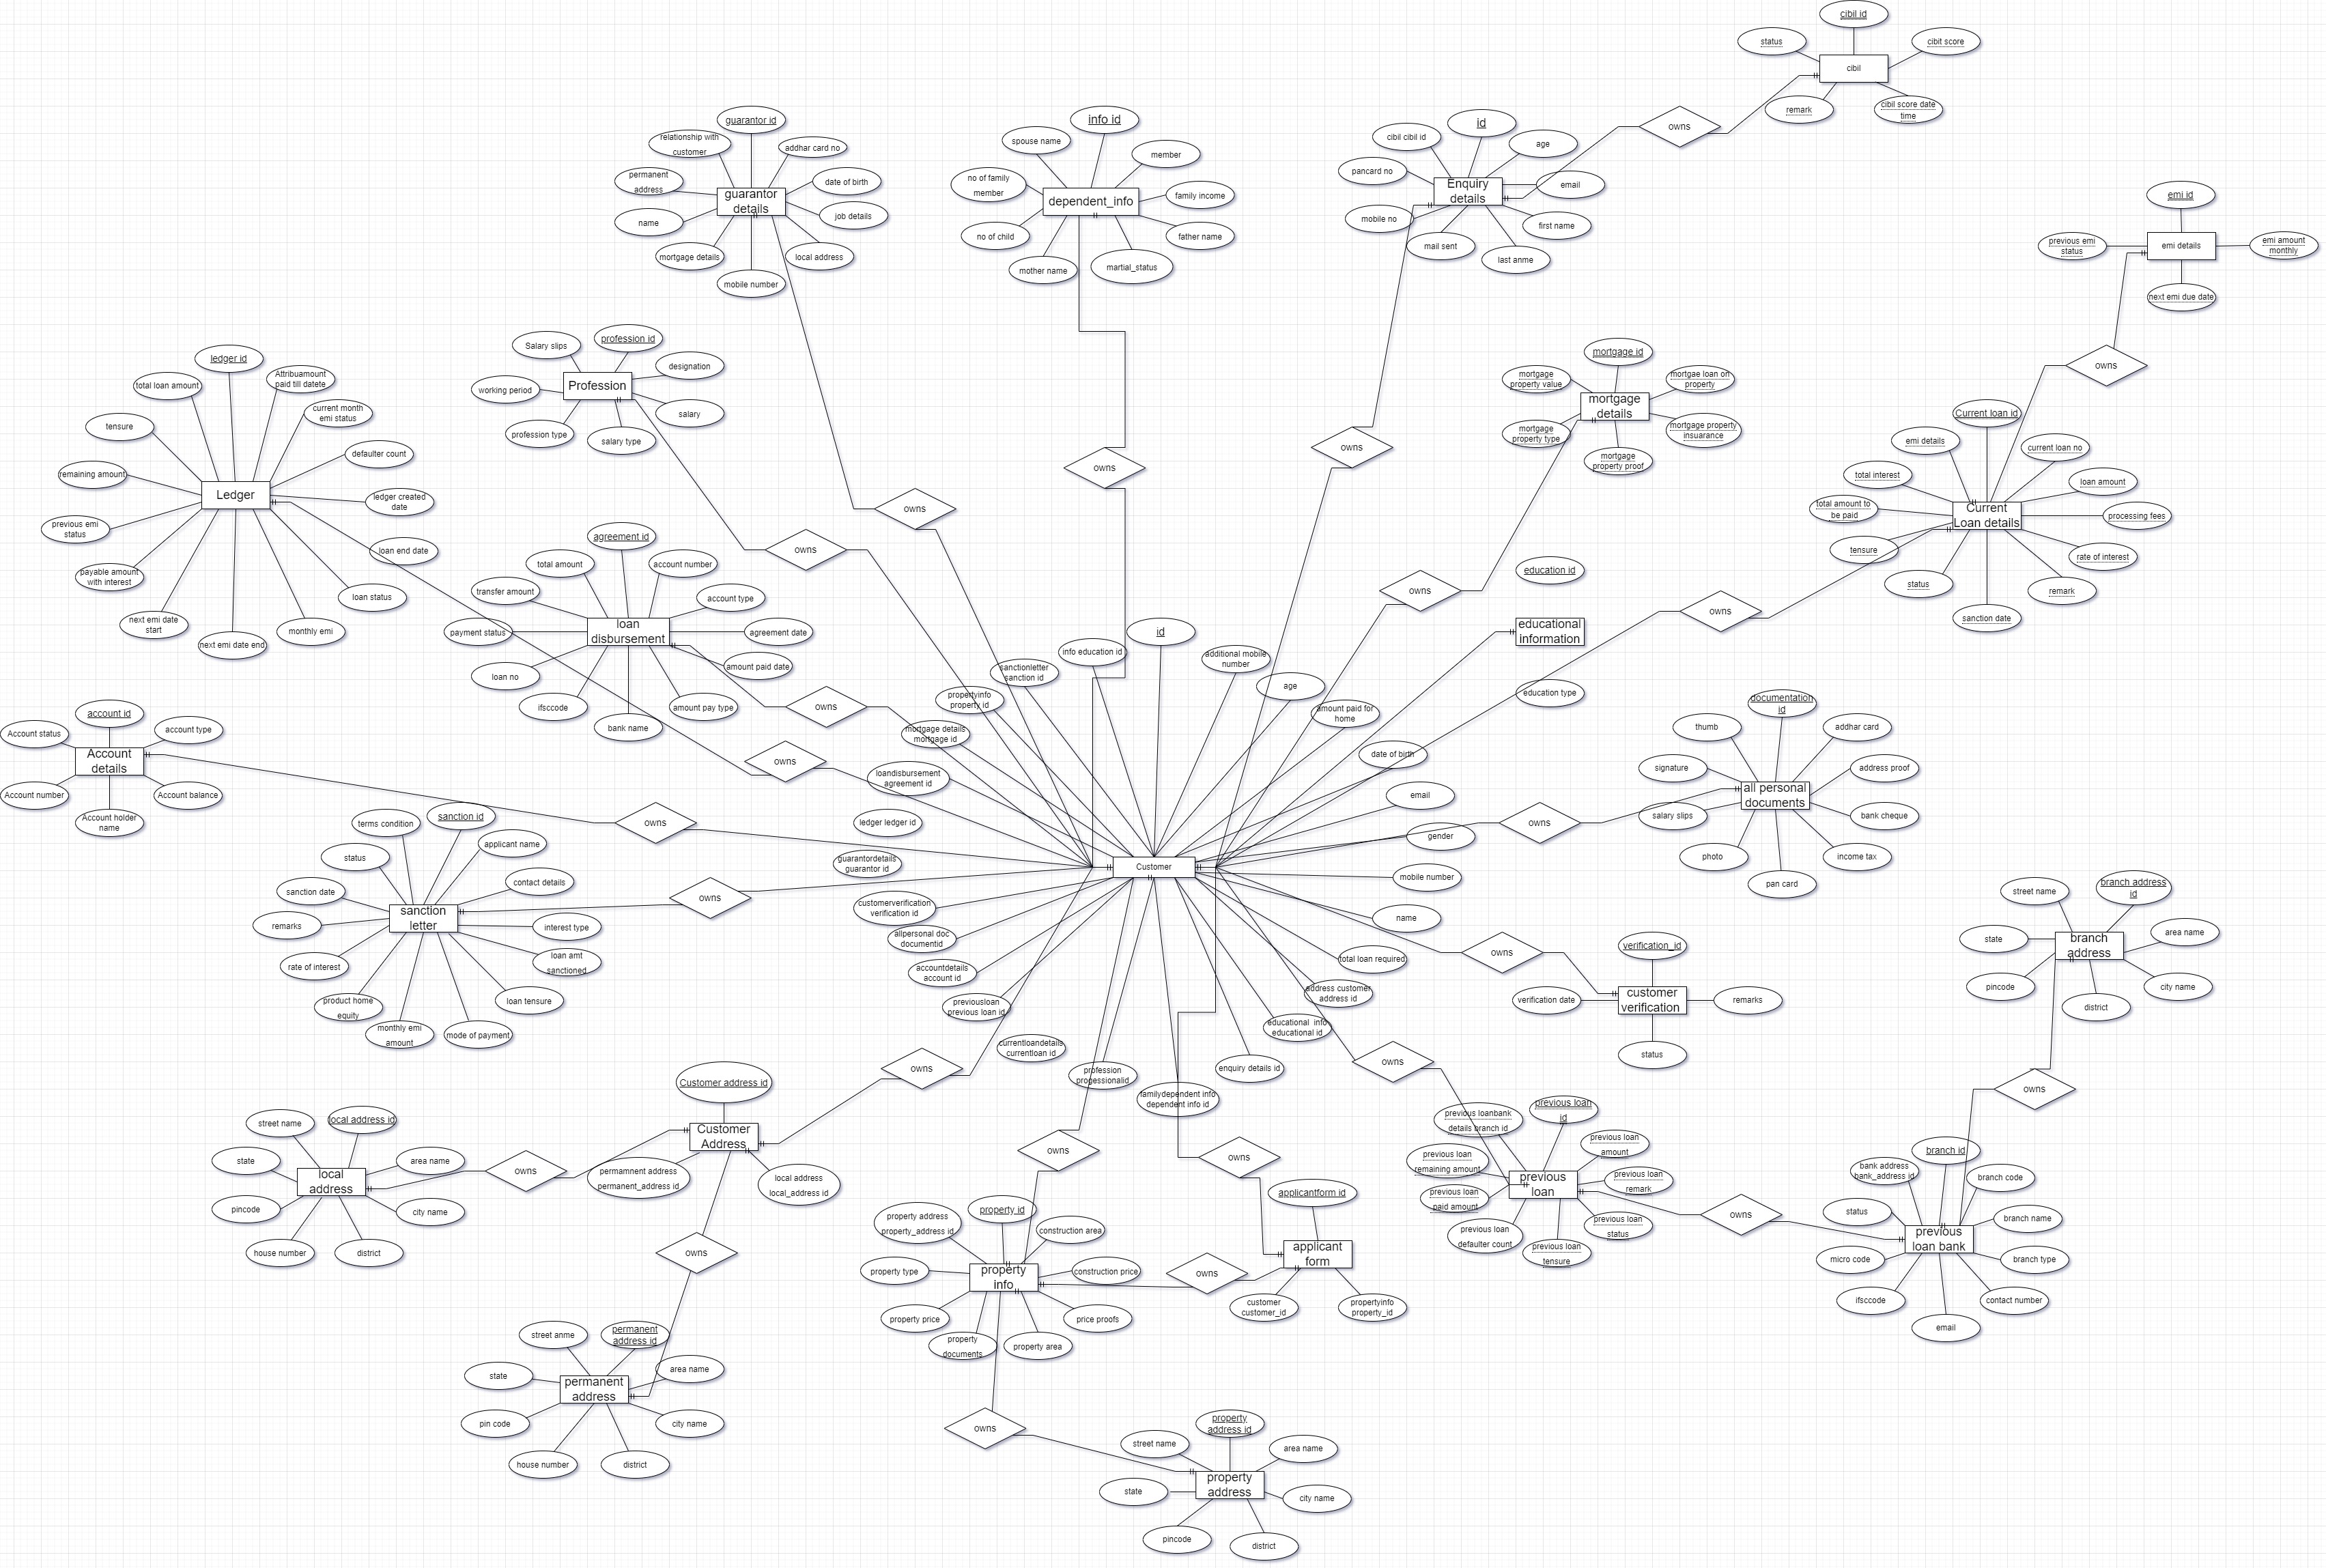 cibil id
status
cibit score
cibil
remark
cibil score date
time
owns
guarantor id
relationship with
customer
addhar card no
permanent
address
date of birth
guarantor
details
name
job details
mortgage details
local address
mobile number
info id
spouse name
member
no of family
member
family income
dependent_info
no of child
father name
mother name
martial_status
id
cibil cibil id
age
pancard no
email
Enquiry
details
mobile no
first name
mail sent
last anme
emi id
previous emi
status
emi details
emi amount
monthly
next emi due date
owns
profession id
Salary slips
designation
working period
Profession
salary
profession type
salary type
ledger id
total loan amount
Attribuamount
paid till datete
current month
emi status
tensure
defaulter count
remaining amount
Ledger
ledger created
date
previous emi
status
loan end date
payable amount
with interest
loan status
next emi date
start
next emi date end
monthly emi
mortgage id
mortgage
property value
mortgae loan on
property
mortgage
details
mortgage
property type
mortgage property
insuarance
mortgage
property proof
owns
owns
owns
owns
owns
owns
Current loan id
emi details
current loan no
total interest
loan amount
total amount to
be paid
Current
Loan details
processing fees
tensure
rate of interest
status
remark
sanction date
agreement id
total amount
account number
transfer amount
account type
payment status
loan
disbursement
agreement date
amount paid date
loan no
ifsccode
amount pay type
bank name
owns
owns
education id
educational
information
education type
account id
Account status
account type
Account
details
Account number
Account balance
Account holder
name
owns
id
info education id
additional mobile
number
sanctionletter
sanction id
age
propertyinfo
property id
amount paid for
home
mortgage details
mortgage id
date of birth
loandisbursement
agreement id
email
ledger ledger id
gender
guarantordetails
guarantor id
Customer
mobile number
customerverification
verification id
name
allpersonal doc
documentid
total loan required
accountdetails
account id
address customer
address id
previousloan
previous loan id
educational  info
educational id
currentloandetails
currentloan id
enquiry details id
profession
progessionalid
familydependent info
dependent info id
documentation
id
thumb
addhar card
signature
address proof
all personal
documents
salary slips
bank cheque
photo
income tax
pan card
owns
sanction id
terms condition
applicant name
status
contact details
sanction date
sanction
letter
remarks
interest type
rate of interest
loan amt
sanctioned
product home
equity
loan tensure
monthly emi
amount
mode of payment
owns
owns
verification_id
verification date
customer
verification
remarks
status
branch address
id
street name
area name
state
branch
address
pincode
city name
district
owns
owns
owns
Customer address id
Customer
Address
permamnent address
permanent_address id
local address
local_address id
local address id
street name
state
area name
local
address
pincode
city name
house number
district
owns
owns
owns
owns
previous loanbank
details branch id
previous loan
id
previous loan
amount
previous loan
remaining amount
previous loan
remark
previous
loan
previous loan
paid amount
previous loan
status
previous loan
defaulter count
previous loan
tensure
owns
branch id
bank address
bank_address id
branch code
status
branch name
previous
loan bank
micro code
branch type
ifsccode
contact number
email
applicantform id
applicant
form
customer
customer_id
propertyinfo
property_id
owns
property id
property address
property_address id
construction area
property type
property
info
construction price
property price
price proofs
property
documents
property area
permanent
address id
street anme
state
area name
permanent
address
pin code
city name
house number
district
owns
property
address id
street name
area name
state
property
address
city name
pincode
district